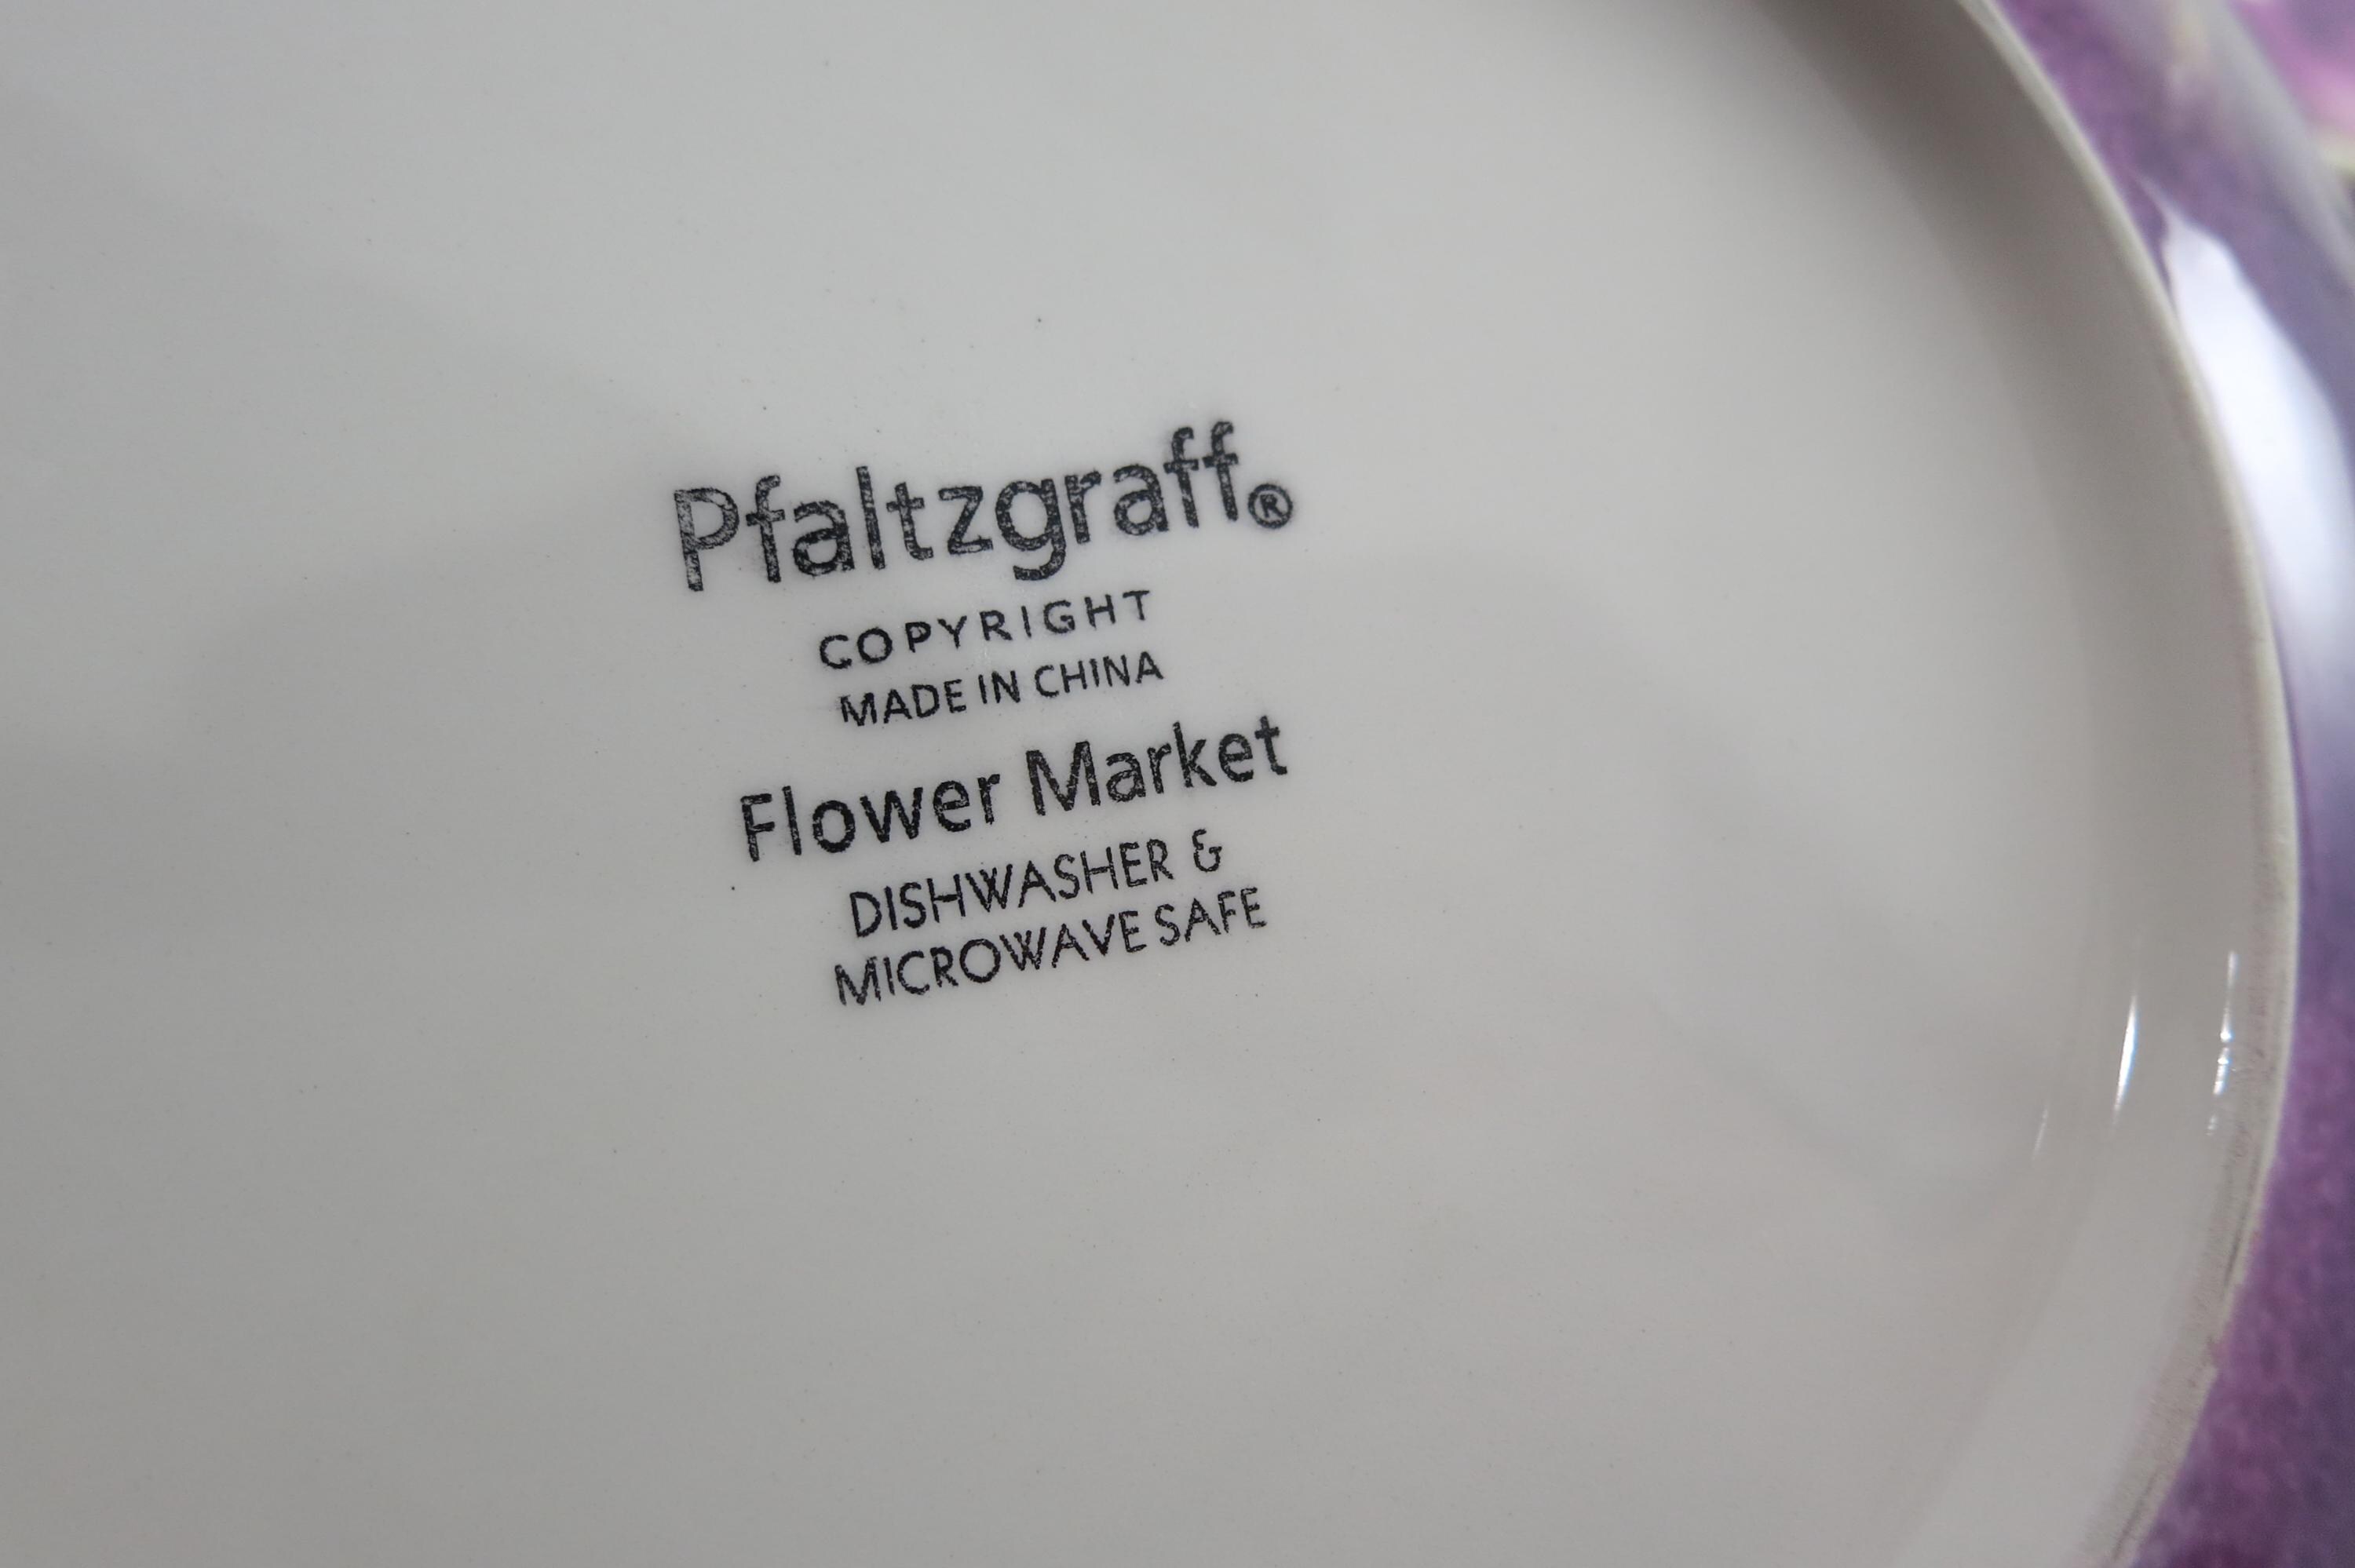 Pfaltzgraff®
COPYRIGHT
MADE IN CHINA
Flower Market
DISHWASHER &
MICROWAVE SAFE